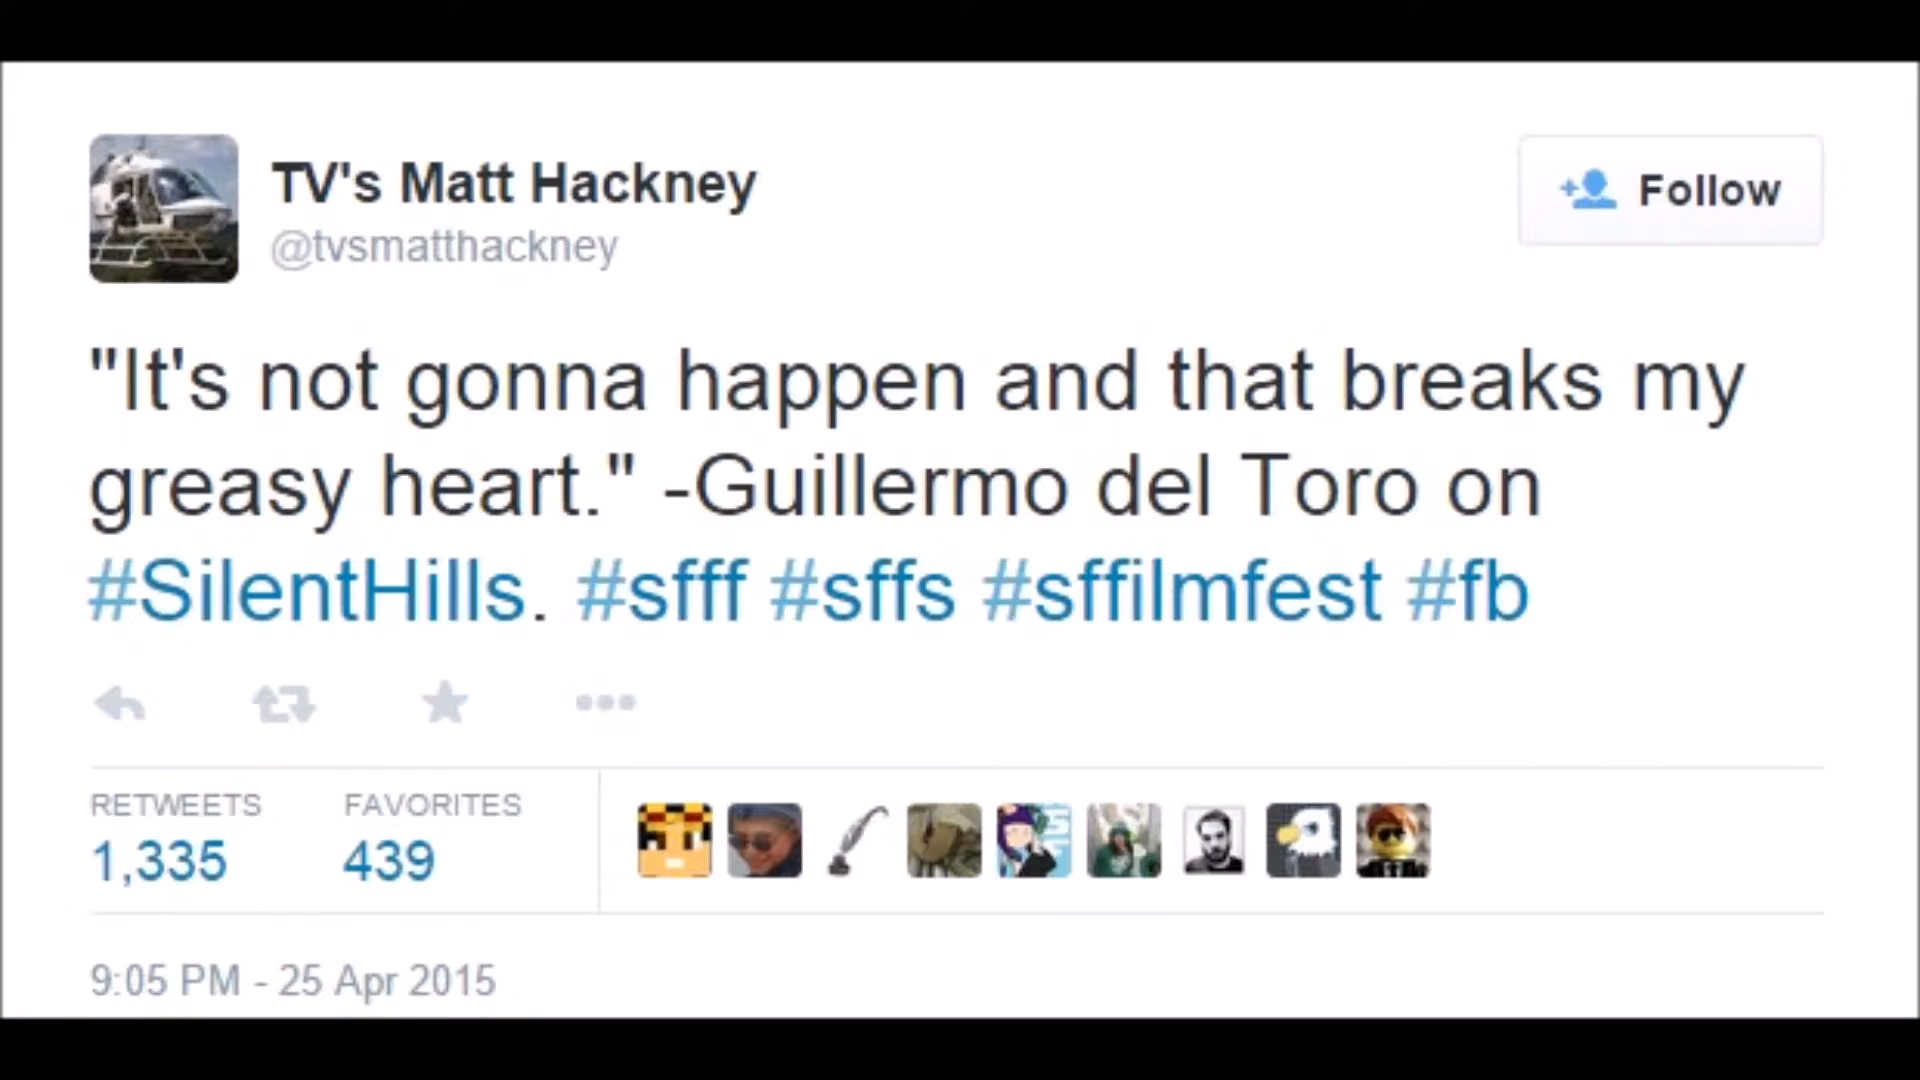 TV's Matt Hackney
@tvsmatthackney
Follow
"It's not gonna happen and that breaks my
greasy heart." -Guillermo del Toro on
#SilentHills. #sfff #sffs #sffilmfest #fb
RETWEETS FAVORITES
1,335 439
9:05 PM - 25 Apr 2015